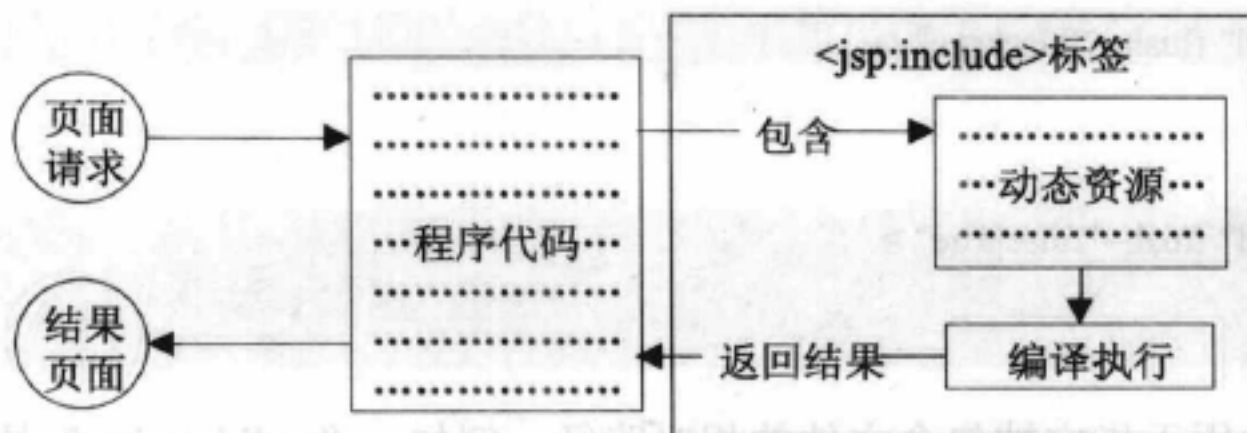 <jsp:include>标签
页面
请求
包含
…动态资源…
…程序代码…
结果
页面
返回结果
编译执行